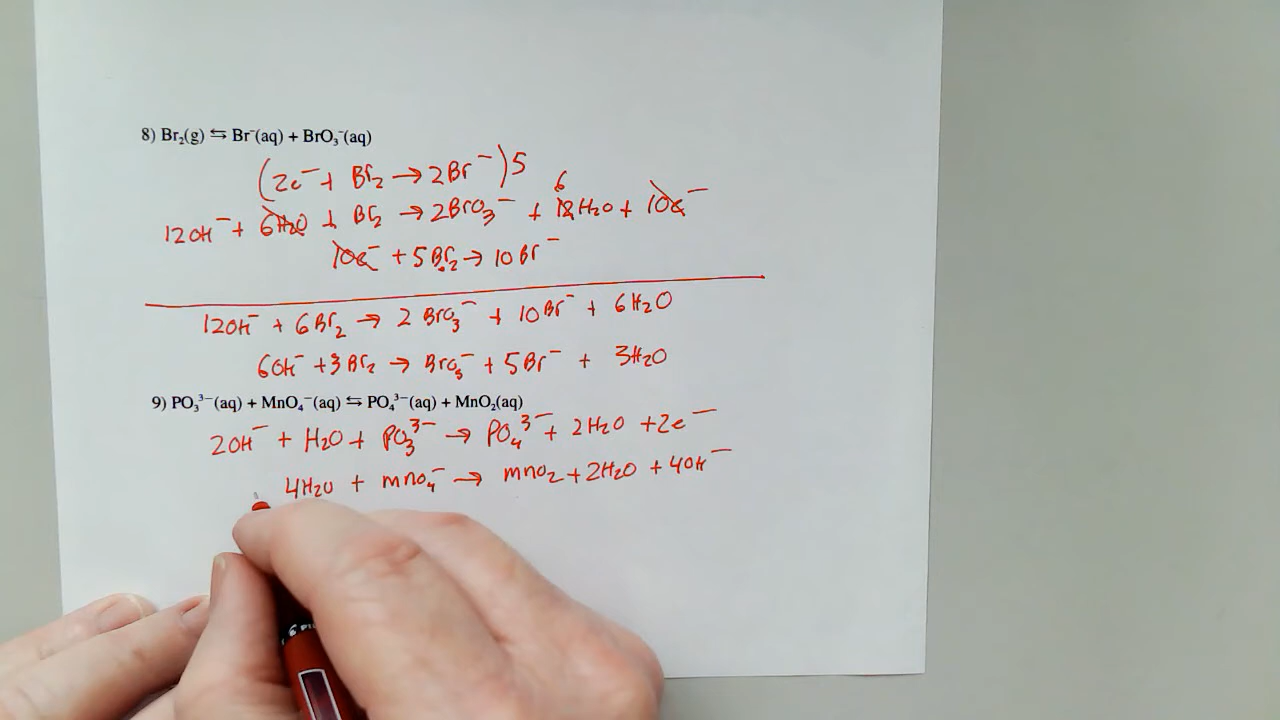 8) Br₂(g) ⇆ Br⁻(aq) + BrO₃⁻(aq)
(2e⁻ + Br₂ → 2Br⁻)5
6
12OH⁻ + 6H₂O + Br₂ → 2BrO₃⁻ + 12H₂O + 10e⁻
10e⁻ + 5Br₂ → 10Br⁻
12OH⁻ + 6Br₂ → 2BrO₃⁻ + 10Br⁻ + 6H₂O
6OH⁻ + 3Br₂ → BrO₃⁻ + 5Br⁻ + 3H₂O
9) PO₃³⁻(aq) + MnO₄⁻(aq) ⇆ PO₄³⁻(aq) + MnO₂(aq)
2OH⁻ + H₂O + PO₃³⁻ → PO₄³⁻ + 2H₂O + 2e⁻
4H₂O + mnO₄⁻ → mnO₂ + 2H₂O + 4OH⁻